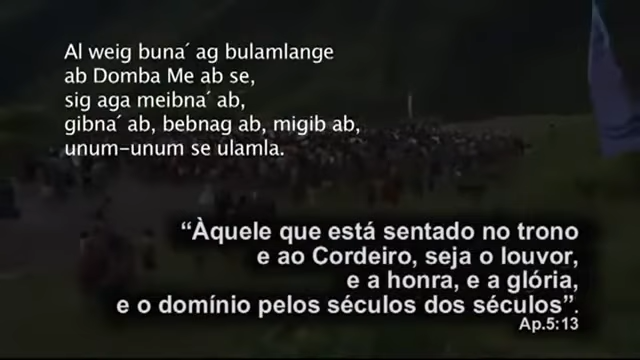 Al weig buna´ ag bulamlange
ab Domba Me ab se,
sig aga meibna´ ab,
gibna´ ab, bebnag ab, migib ab,
unum-unum se ulamla.
“Àquele que está sentado no trono
e ao Cordeiro, seja o louvor,
e a honra, e a glória,
e o domínio pelos séculos dos séculos”.
Ap.5:13